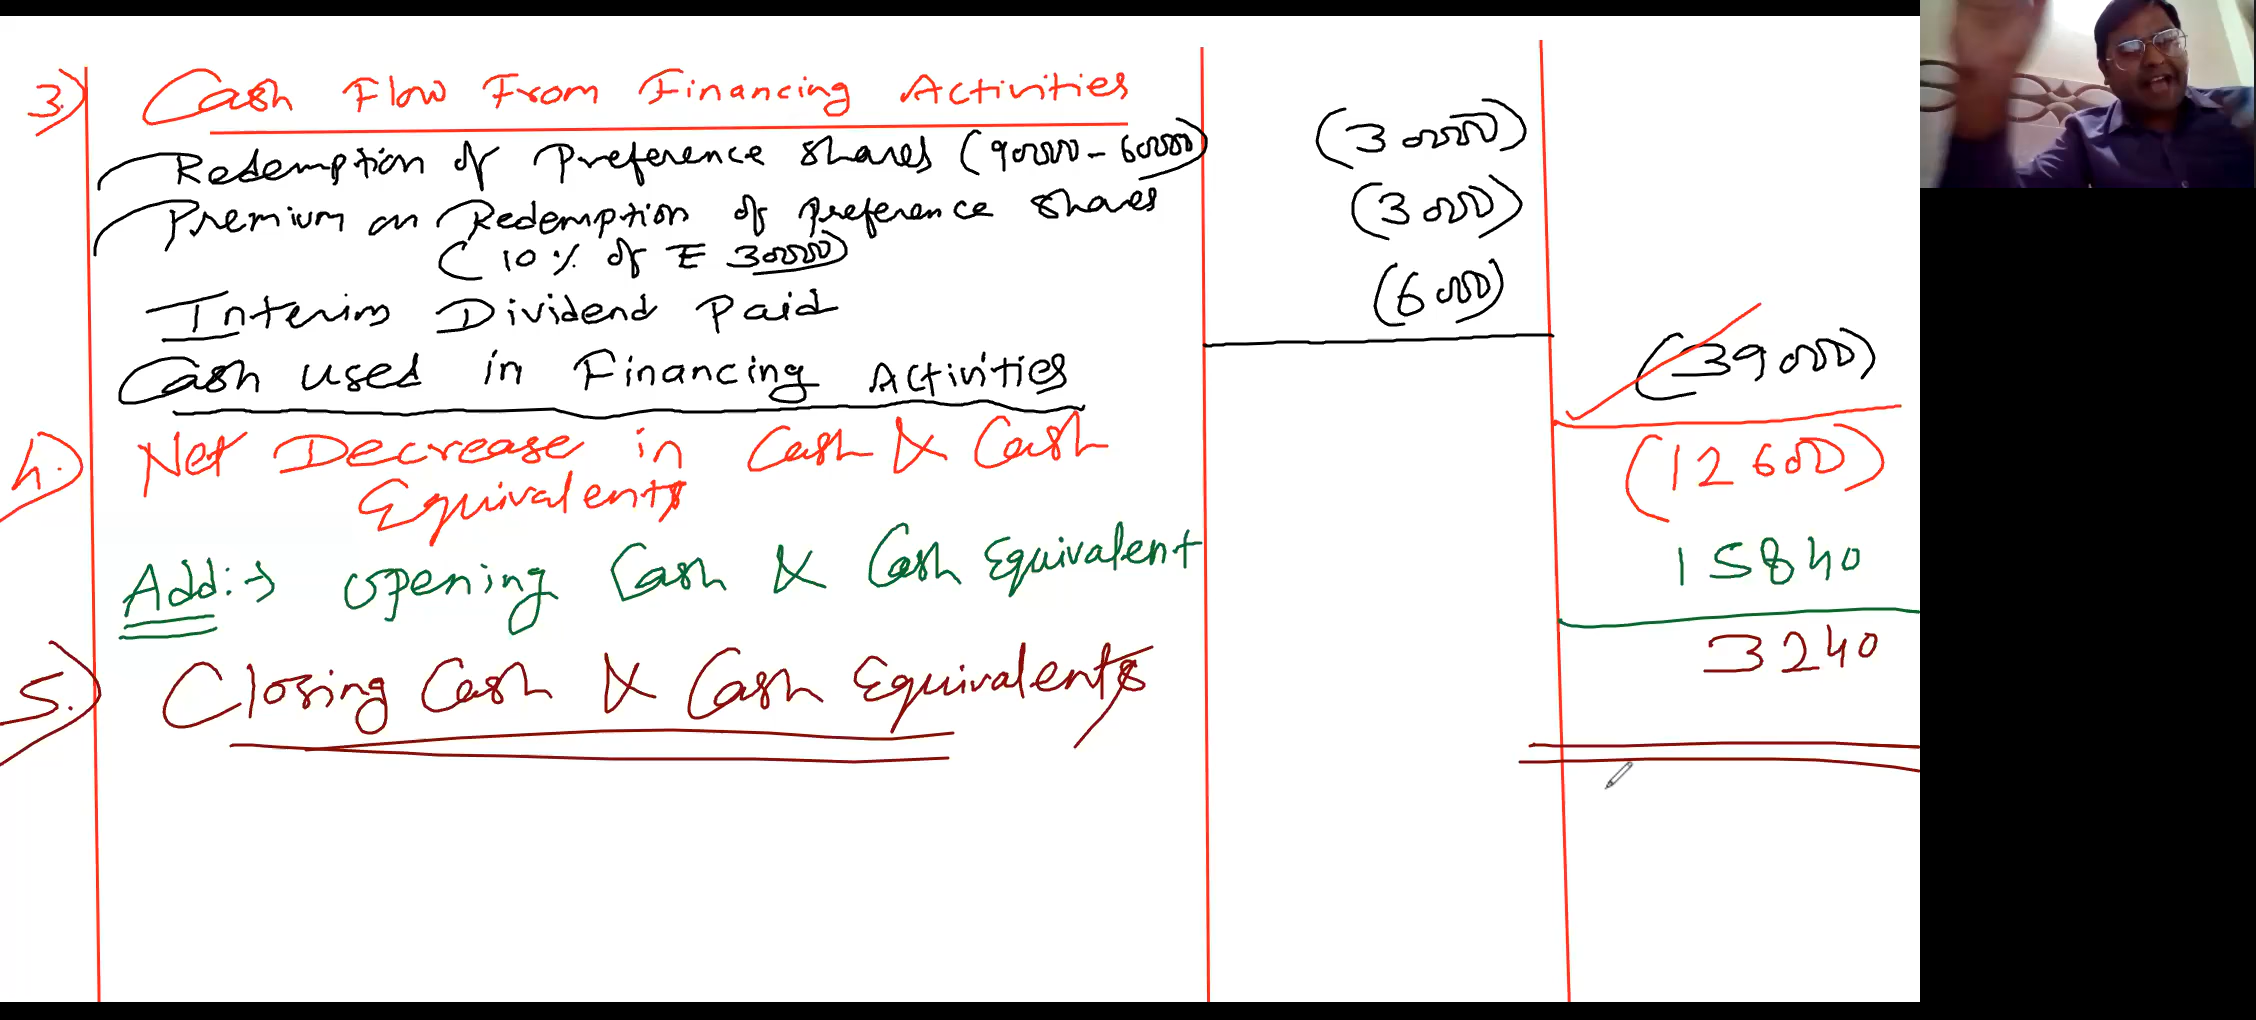 3.) Cash Flow From Financing Activities
Redemption of Preference Shares (90000 - 60000) (30000)
Premium on Redemption of Preference Shares (3000)
(10% of ₹ 30000)
Interim Dividend Paid (6000)
Cash used in Financing Activities (39000)
4.) Net Decrease in Cash & Cash (12600)
Equivalents
Add:→ opening Cash & Cash Equivalent 15840
5.) Closing Cash & Cash Equivalents 3240